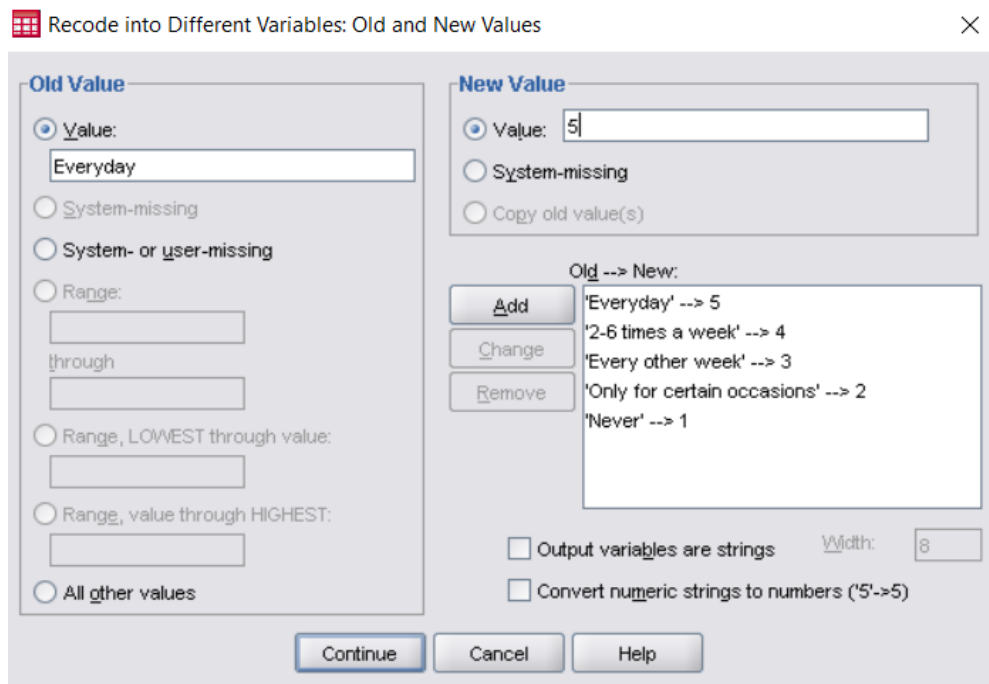 Recode into Different Variables: Old and New Values
Old Value
Value:
Everyday
System-missing
System- or user-missing
Range:
through
Range, LOWEST through value:
Range, value through HIGHEST:
All other values
New Value
Value: 5
System-missing
Copy old value(s)
Old --> New:
Add
Change
Remove
'Everyday' --> 5
'2-6 times a week' --> 4
'Every other week' --> 3
'Only for certain occasions' --> 2
'Never' --> 1
Output variables are strings Width: 8
Convert numeric strings to numbers ('5'->5)
Continue Cancel Help